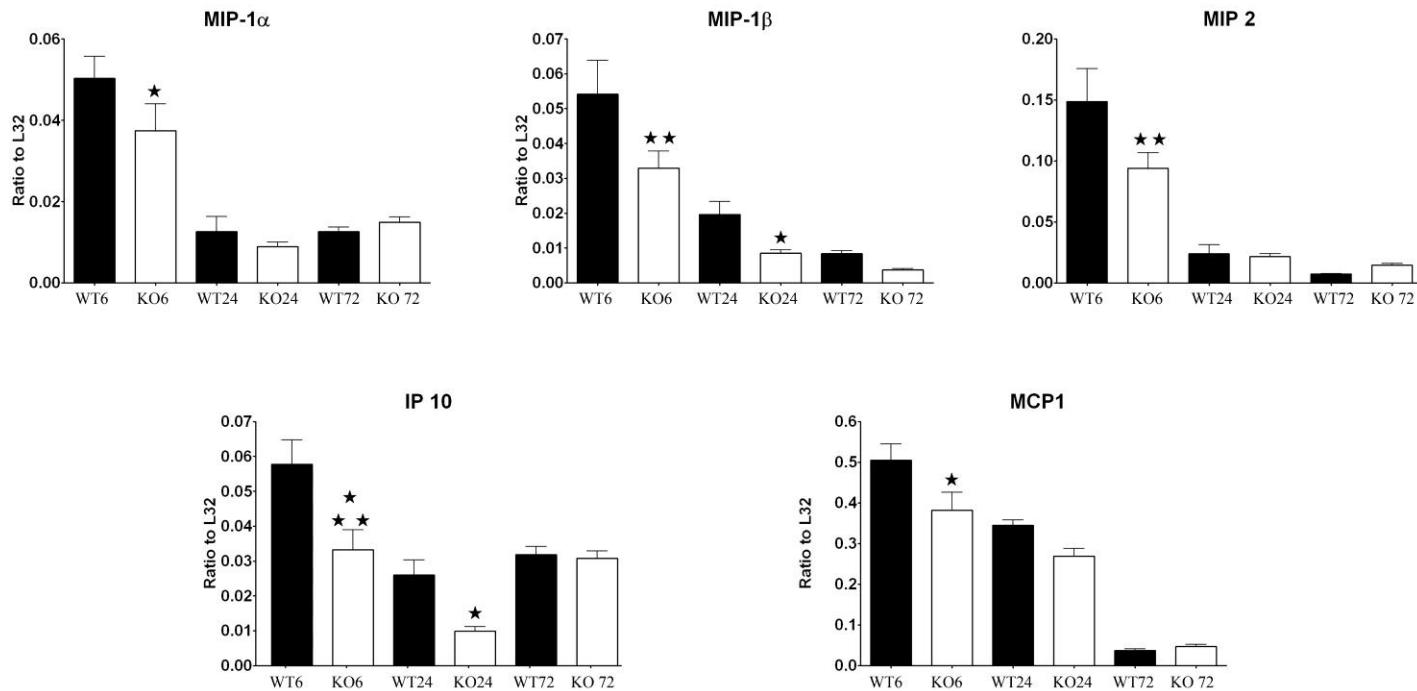 MIP-1α
Ratio to L32
0.06
0.04
0.02
0.00
WT6 KO6 WT24 KO24 WT72 KO 72
MIP-1β
Ratio to L32
0.07
0.06
0.05
0.04
0.03
0.02
0.01
0.00
WT6 KO6 WT24 KO24 WT72 KO 72
MIP 2
Ratio to L32
0.20
0.15
0.10
0.05
0.00
WT6 KO6 WT24 KO24 WT72 KO 72
IP 10
Ratio to L32
0.07
0.06
0.05
0.04
0.03
0.02
0.01
0.00
WT6 KO6 WT24 KO24 WT72 KO 72
MCP1
Ratio to L32
0.6
0.5
0.4
0.3
0.2
0.1
0.0
WT6 KO6 WT24 KO24 WT72 KO 72